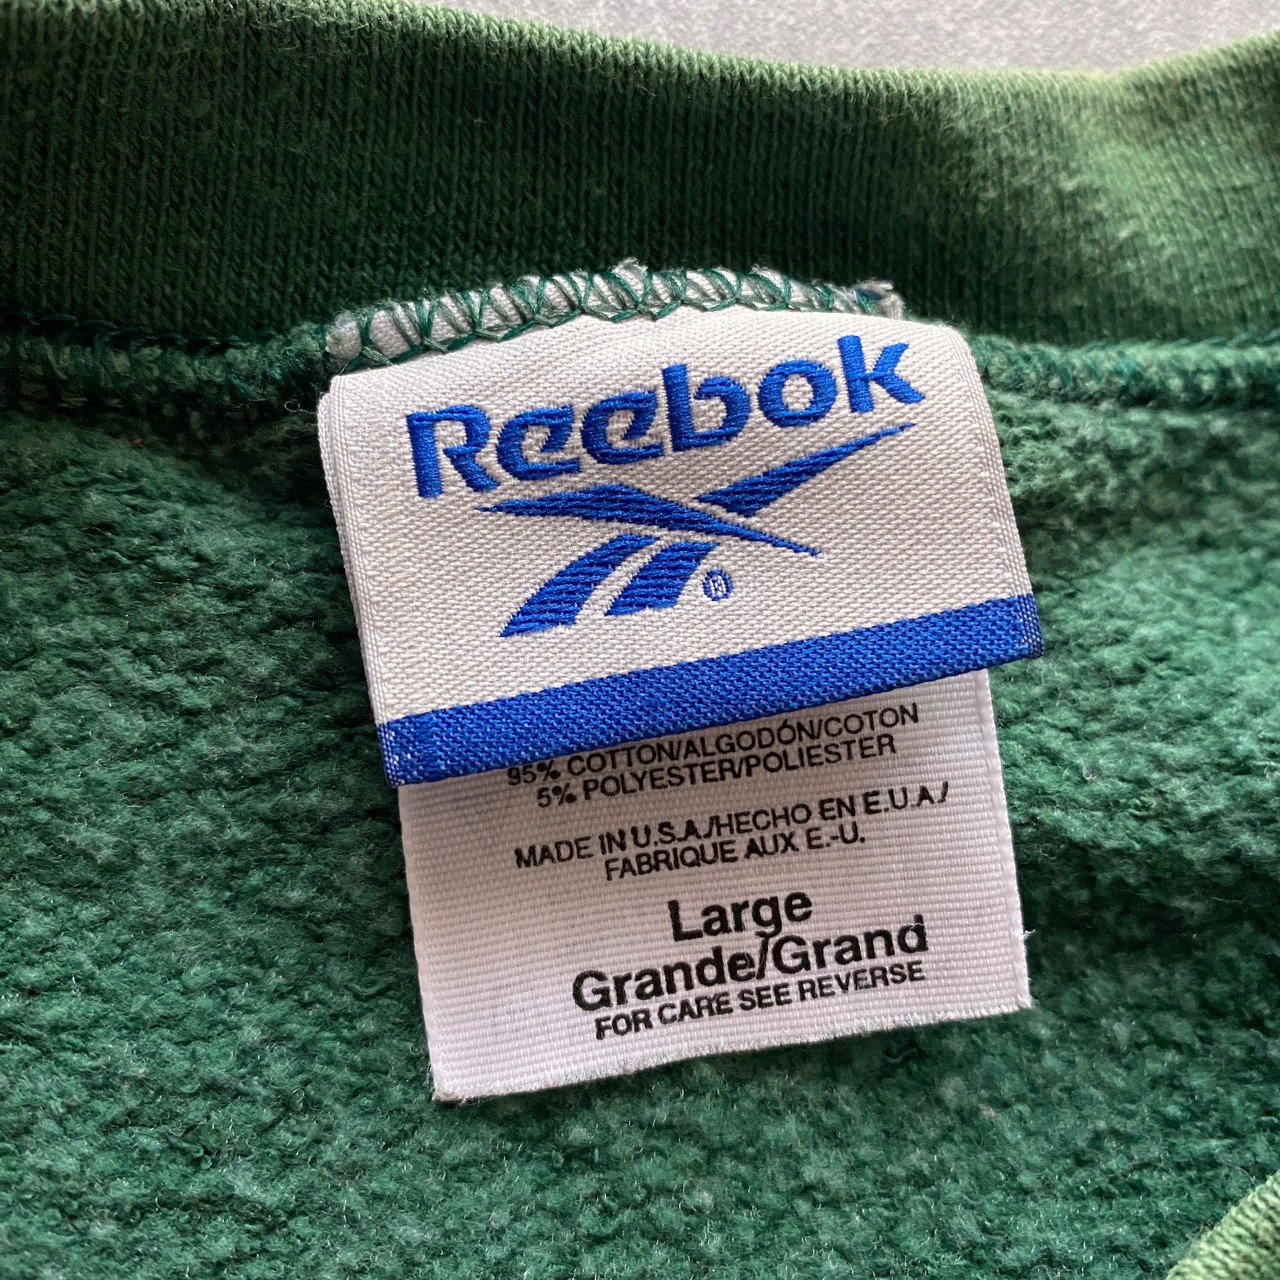 Reebok
®
95% COTTON/ALGODÓN/COTON
5% POLYESTER/POLIESTER
MADE IN U.S.A./HECHO EN E.U.A./
FABRIQUE AUX E.-U.
Large
Grande/Grand
FOR CARE SEE REVERSE